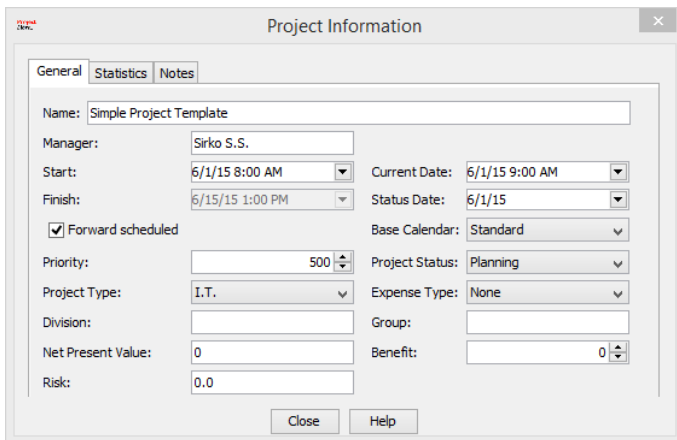 Project Information
General Statistics Notes
Name: Simple Project Template
Manager: Sirko S.S.
Start: 6/1/15 8:00 AM Current Date: 6/1/15 9:00 AM
Finish: 6/15/15 1:00 PM Status Date: 6/1/15
Forward scheduled Base Calendar: Standard
Priority: 500 Project Status: Planning
Project Type: I.T. Expense Type: None
Division: Group:
Net Present Value: 0 Benefit: 0
Risk: 0.0
Close Help